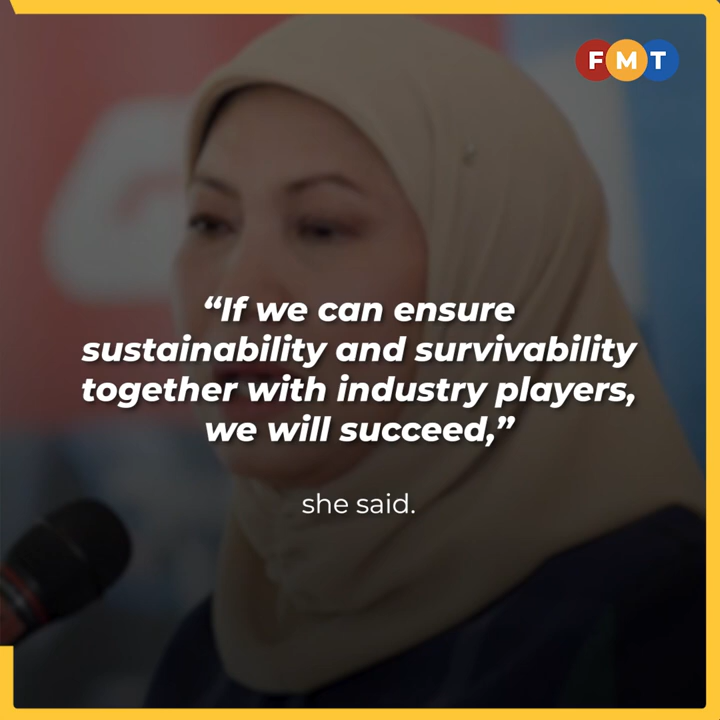 FMT
“If we can ensure
sustainability and survivability
together with industry players,
we will succeed,”
she said.